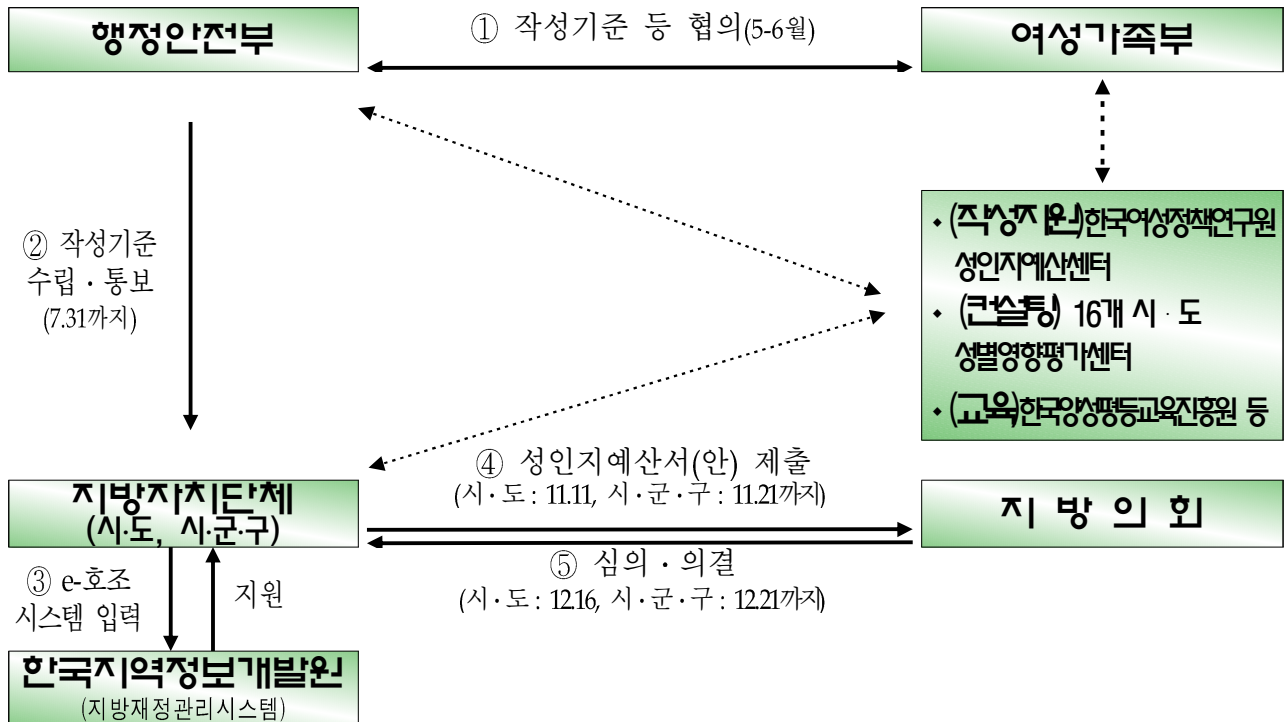 행정안전부
① 작성기준 등 협의(5-6월)
여성가족부
② 작성기준
수립·통보
(7.31까지)
· (작성지원)한국여성정책연구원
성인지예산센터
· (컨설팅) 16개 시·도
성별영향평가센터
· (교육)한국양성평등교육진흥원 등
④ 성인지예산서(안) 제출
(시·도 : 11.11, 시·군·구 : 11.21까지)
지방자치단체
(시·도, 시·군·구)
지 방 의 회
⑤ 심의·의결
(시·도 : 12.16, 시·군·구 : 12.21까지)
③ e-호조
시스템 입력
지원
한국지역정보개발원
(지방재정관리시스템)